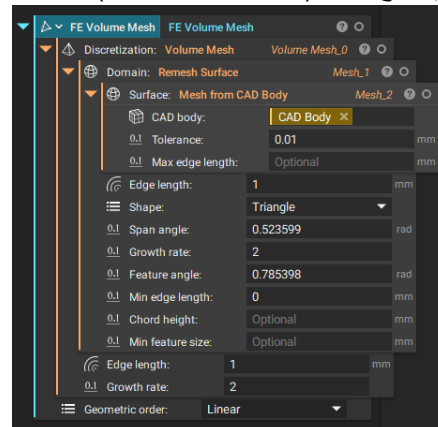 FE Volume Mesh FE Volume Mesh
Discretization: Volume Mesh Volume Mesh_0
Domain: Remesh Surface Mesh_1
Surface: Mesh from CAD Body Mesh_2
CAD body: CAD Body ×
0.1 Tolerance: 0.01 mm
0.1 Max edge length: Optional mm
Edge length: 1 mm
Shape: Triangle
0.1 Span angle: 0.523599 rad
0.1 Growth rate: 2
0.1 Feature angle: 0.785398 rad
0.1 Min edge length: 0 mm
0.1 Chord height: Optional mm
0.1 Min feature size: Optional mm
Edge length: 1 mm
0.1 Growth rate: 2
Geometric order: Linear